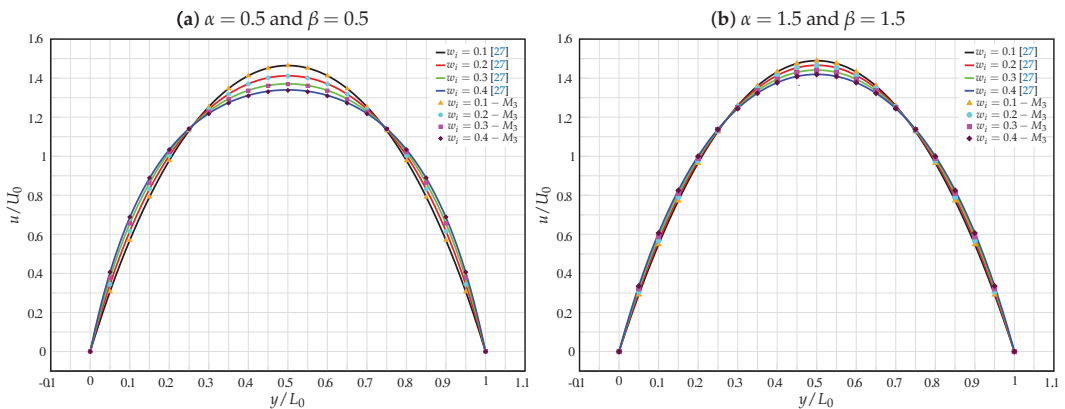 (a) α = 0.5 and β = 0.5
1.6
1.4
1.2
1
0.8
0.6
0.4
0.2
0
u/U₀
-0.1 0 0.1 0.2 0.3 0.4 0.5 0.6 0.7 0.8 0.9 1 1.1
y/L₀
wᵢ = 0.1 [27]
wᵢ = 0.2 [27]
wᵢ = 0.3 [27]
wᵢ = 0.4 [27]
wᵢ = 0.1 − M₃
wᵢ = 0.2 − M₃
wᵢ = 0.3 − M₃
wᵢ = 0.4 − M₃
(b) α = 1.5 and β = 1.5
1.6
1.4
1.2
1
0.8
0.6
0.4
0.2
0
u/U₀
-0.1 0 0.1 0.2 0.3 0.4 0.5 0.6 0.7 0.8 0.9 1 1.1
y/L₀
wᵢ = 0.1 [27]
wᵢ = 0.2 [27]
wᵢ = 0.3 [27]
wᵢ = 0.4 [27]
wᵢ = 0.1 − M₃
wᵢ = 0.2 − M₃
wᵢ = 0.3 − M₃
wᵢ = 0.4 − M₃